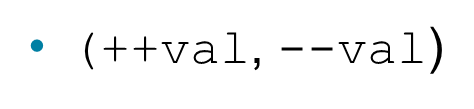 • (++val, --val)